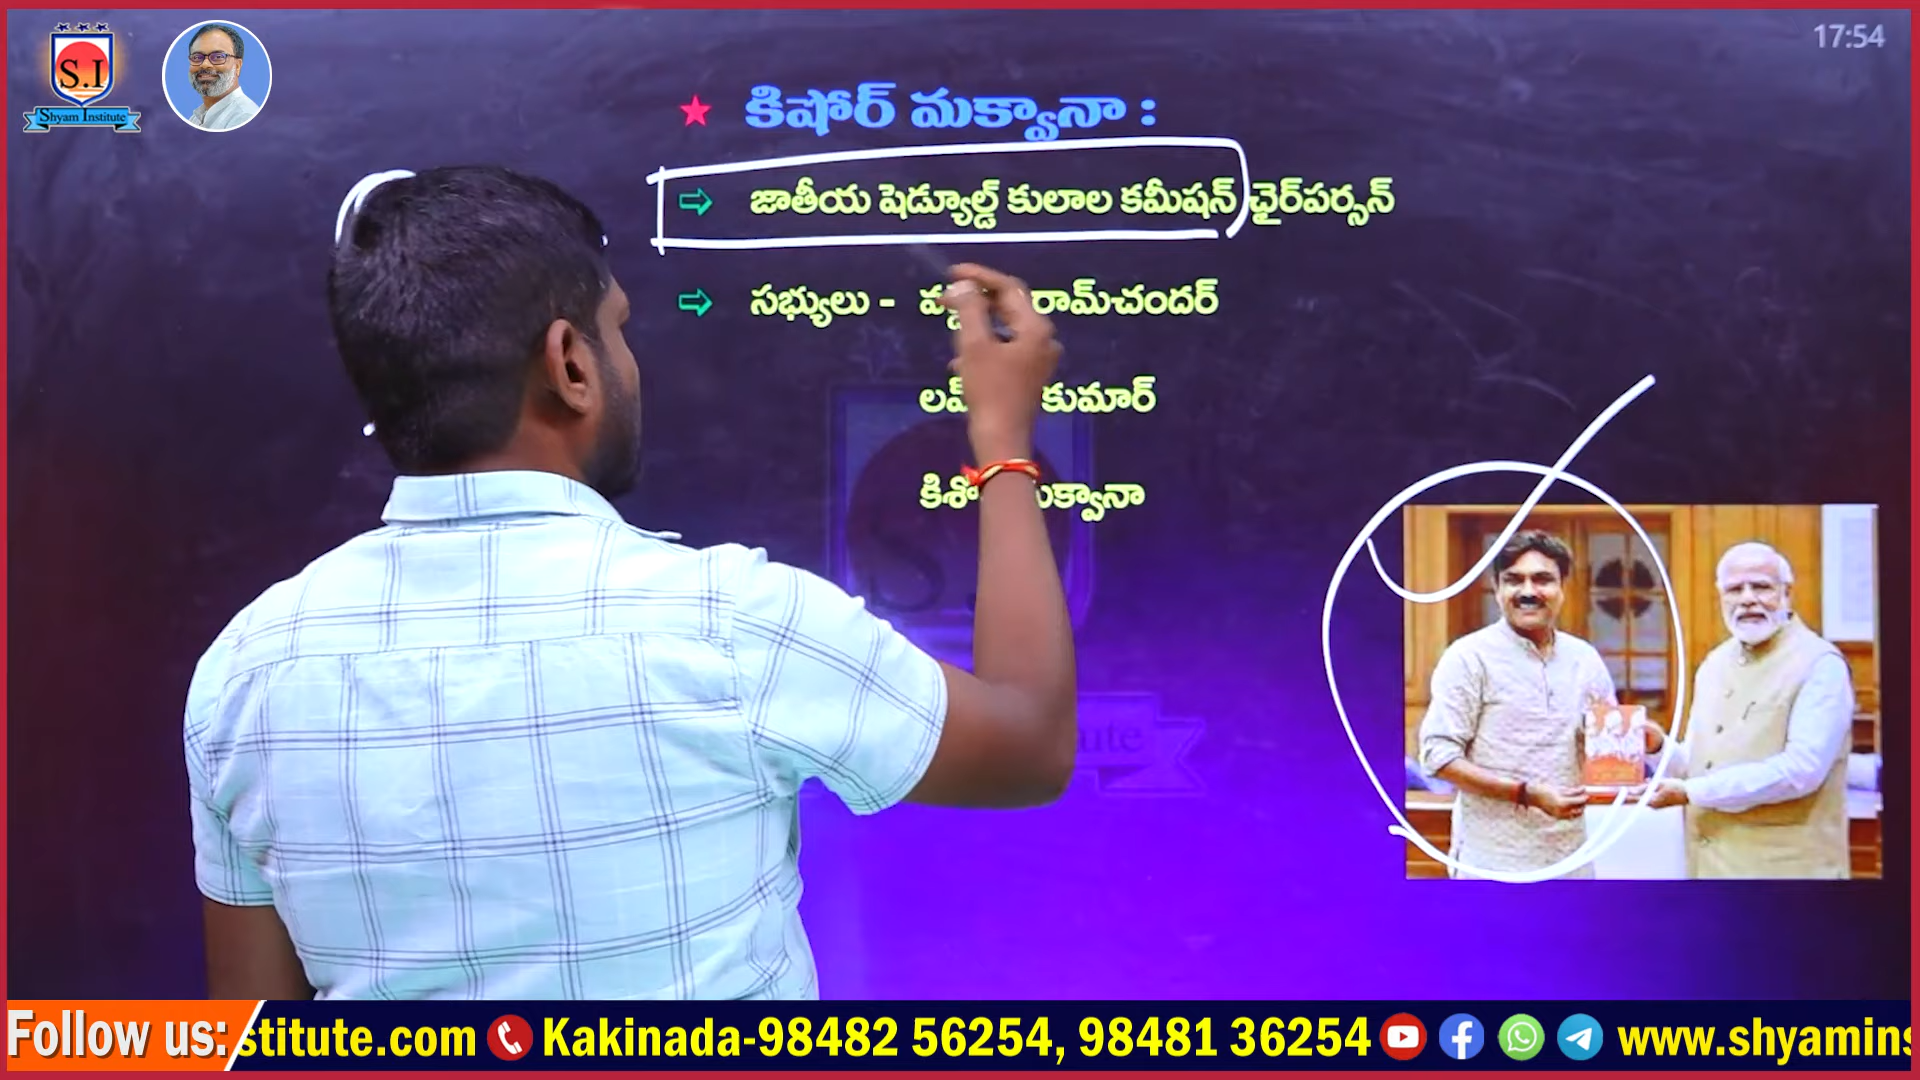 17:54
S.I
Shyam Institute
కిషోర్ మక్వానా :
జాతీయ షెడ్యూల్డ్ కులాల కమీషన్ ఛైర్‌పర్సన్
సభ్యులు - రామ్‌చందర్
కుమార్
Follow us: stitute.com Kakinada-98482 56254, 98481 36254 www.shyamins